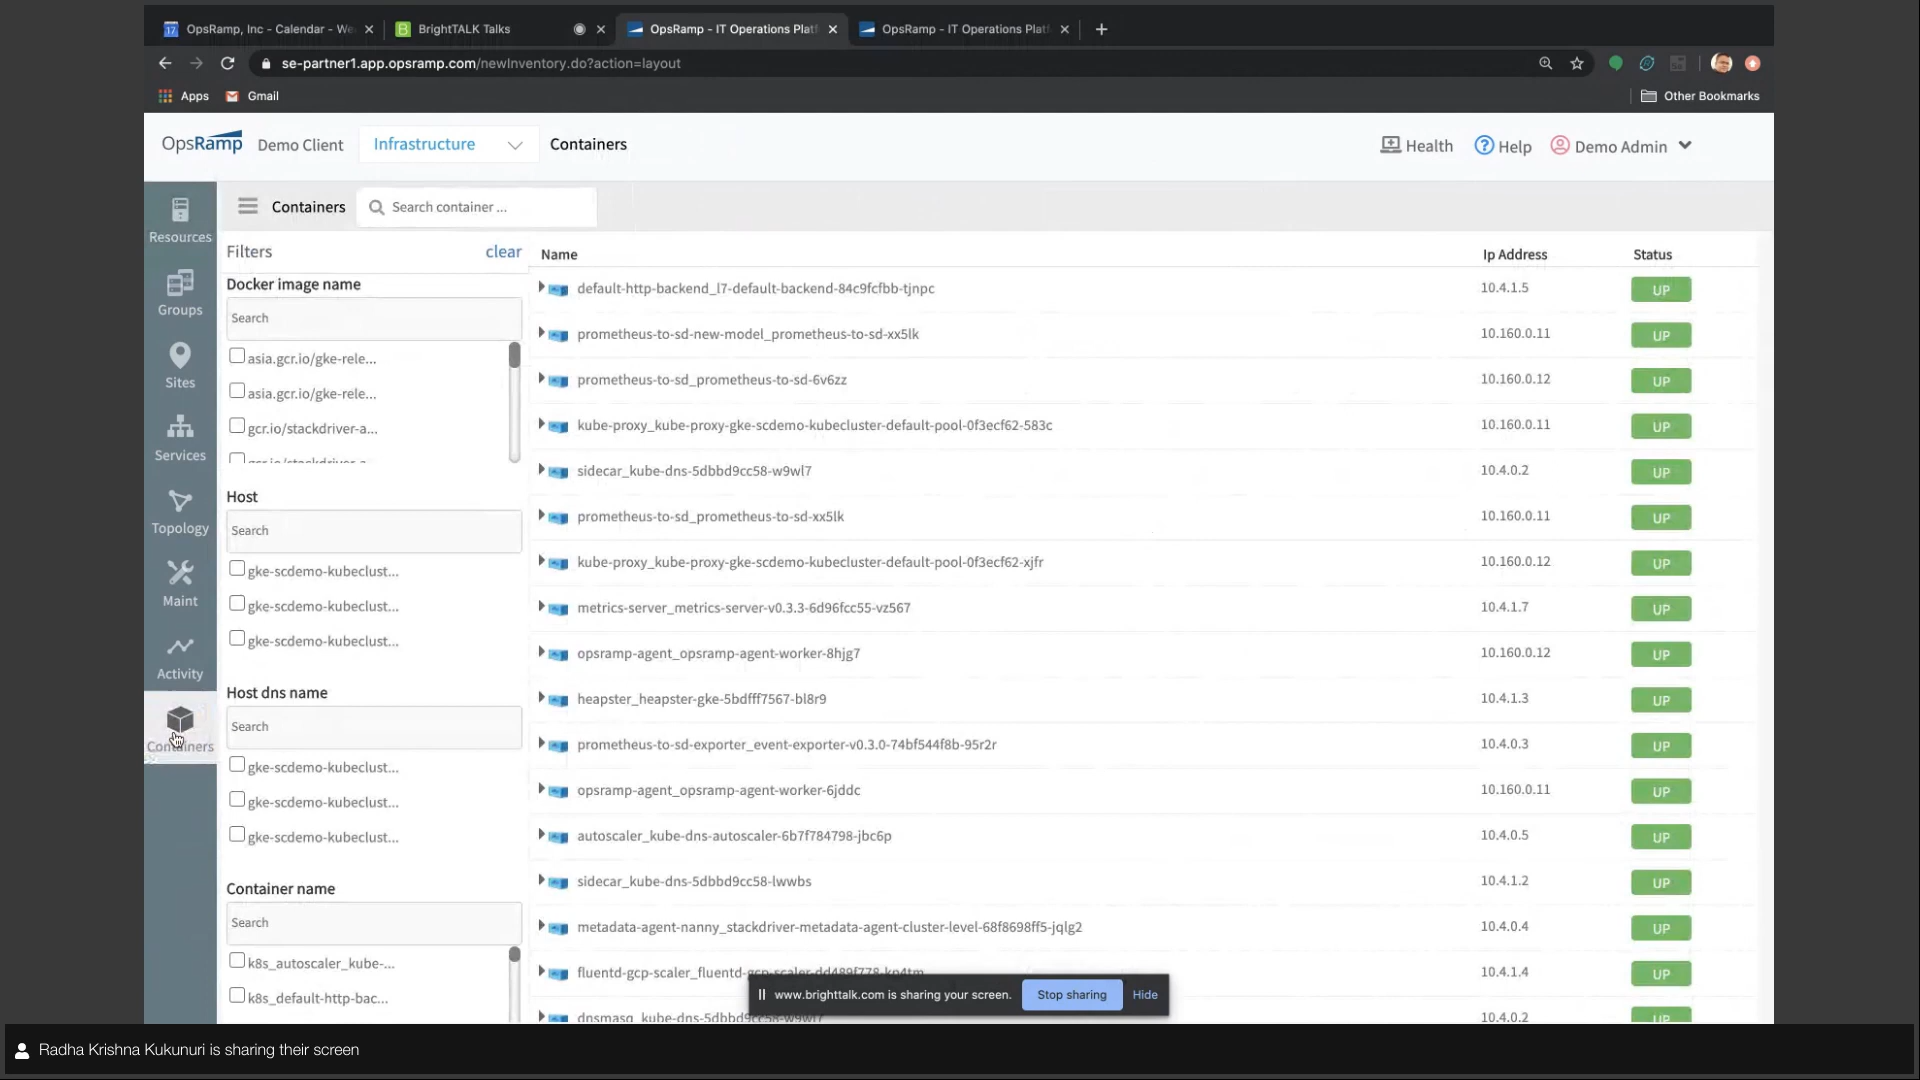 OpsRamp, Inc - Calendar - We
BrightTALK Talks
OpsRamp - IT Operations Platf
OpsRamp - IT Operations Platf
se-partner1.app.opsramp.com/newInventory.do?action=layout
Apps
Gmail
Other Bookmarks
OpsRamp
Demo Client
Infrastructure
Containers
Health
Help
Demo Admin
Resources
Groups
Sites
Services
Topology
Maint
Activity
Containers
Containers
Search container ...
Filters
clear
Docker image name
Search
asia.gcr.io/gke-rele...
asia.gcr.io/gke-rele...
gcr.io/stackdriver-a...
gcr.io/stackdriver-a
Host
Search
gke-scdemo-kubeclust...
gke-scdemo-kubeclust...
gke-scdemo-kubeclust...
Host dns name
Search
gke-scdemo-kubeclust...
gke-scdemo-kubeclust...
gke-scdemo-kubeclust...
Container name
Search
k8s_autoscaler_kube-...
k8s_default-http-bac...
Name Ip Address Status
default-http-backend_l7-default-backend-84c9fcfbb-tjnpc 10.4.1.5 UP
prometheus-to-sd-new-model_prometheus-to-sd-xx5lk 10.160.0.11 UP
prometheus-to-sd_prometheus-to-sd-6v6zz 10.160.0.12 UP
kube-proxy_kube-proxy-gke-scdemo-kubecluster-default-pool-0f3ecf62-583c 10.160.0.11 UP
sidecar_kube-dns-5dbbd9cc58-w9wl7 10.4.0.2 UP
prometheus-to-sd_prometheus-to-sd-xx5lk 10.160.0.11 UP
kube-proxy_kube-proxy-gke-scdemo-kubecluster-default-pool-0f3ecf62-xjfr 10.160.0.12 UP
metrics-server_metrics-server-v0.3.3-6d96fcc55-vz567 10.4.1.7 UP
opsramp-agent_opsramp-agent-worker-8hjg7 10.160.0.12 UP
heapster_heapster-gke-5bdfff7567-bl8r9 10.4.1.3 UP
prometheus-to-sd-exporter_event-exporter-v0.3.0-74bf544f8b-95r2r 10.4.0.3 UP
opsramp-agent_opsramp-agent-worker-6jddc 10.160.0.11 UP
autoscaler_kube-dns-autoscaler-6b7f784798-jbc6p 10.4.0.5 UP
sidecar_kube-dns-5dbbd9cc58-lwwbs 10.4.1.2 UP
metadata-agent-nanny_stackdriver-metadata-agent-cluster-level-68f8698ff5-jqlg2 10.4.0.4 UP
fluentd-gcp-scaler_fluentd-gcp-scaler-dd489f778-kp4tm 10.4.1.4 UP
dnsmasq_kube-dns-5dbbd9cc58-w9wl7 10.4.0.2 UP
www.brighttalk.com is sharing your screen.
Stop sharing
Hide
Radha Krishna Kukunuri is sharing their screen